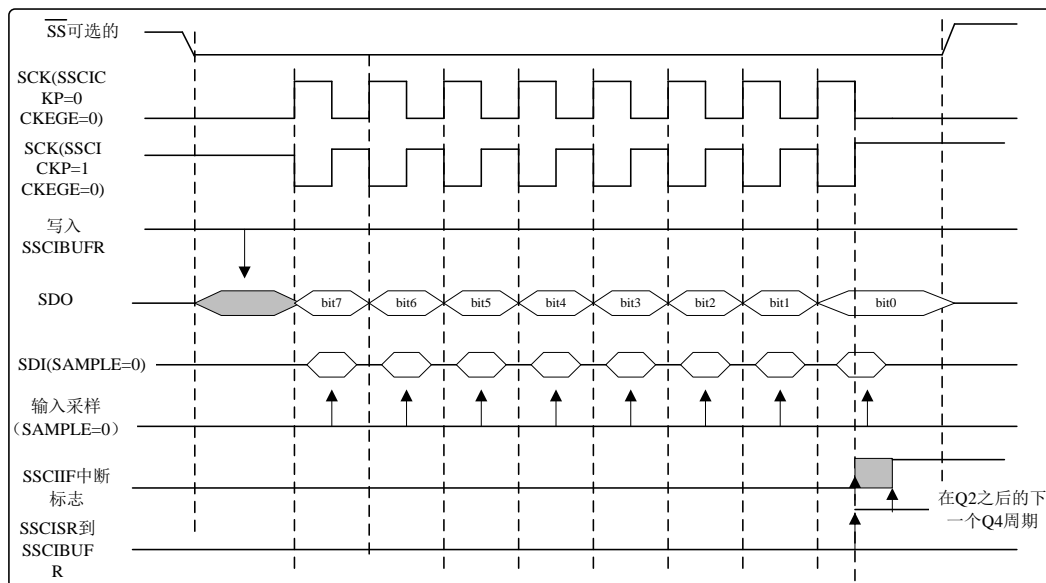 SS可选的
SCK(SSCIC
KP=0
CKEGE=0)
SCK(SSCI
CKP=1
CKEGE=0)
写入
SSCIBUFR
SDO
bit7
bit6
bit5
bit4
bit3
bit2
bit1
bit0
SDI(SAMPLE=0)
输入采样
（SAMPLE=0）
SSCIIF中断
标志
在Q2之后的下
一个Q4周期
SSCISR到
SSCIBUF
R